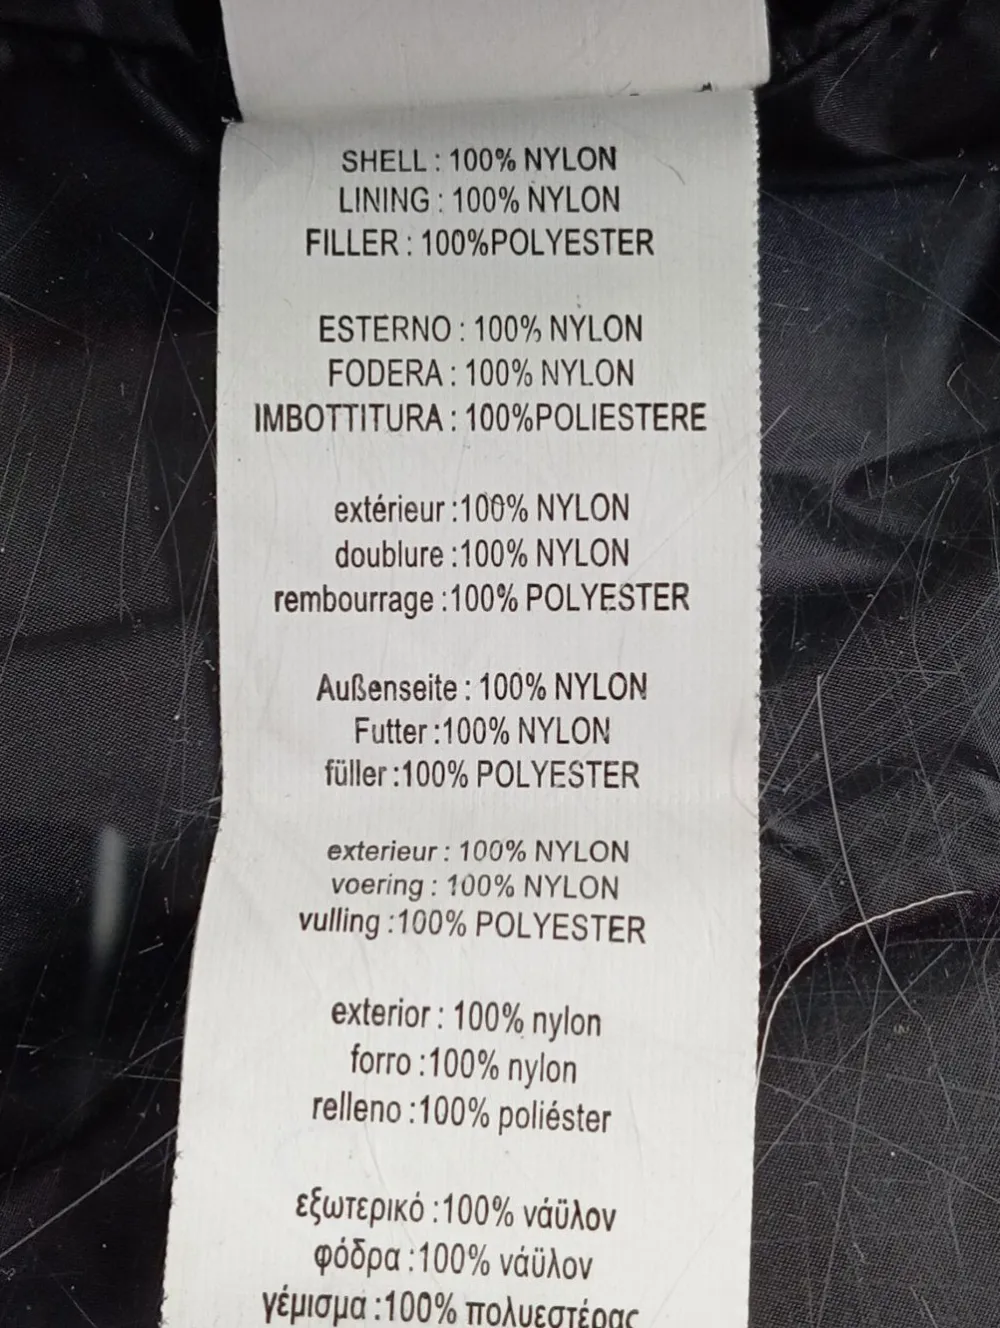 SHELL : 100% NYLON
LINING : 100% NYLON
FILLER : 100%POLYESTER
ESTERNO : 100% NYLON
FODERA : 100% NYLON
IMBOTTITURA : 100%POLIESTERE
extérieur :100% NYLON
doublure :100% NYLON
rembourrage :100% POLYESTER
Außenseite : 100% NYLON
Futter :100% NYLON
füller :100% POLYESTER
exterieur : 100% NYLON
voering : 100% NYLON
vulling :100% POLYESTER
exterior : 100% nylon
forro :100% nylon
relleno :100% poliéster
εξωτερικό :100% νάϋλον
φόδρα :100% νάϋλον
γέμισμα :100% πολυεστέρας